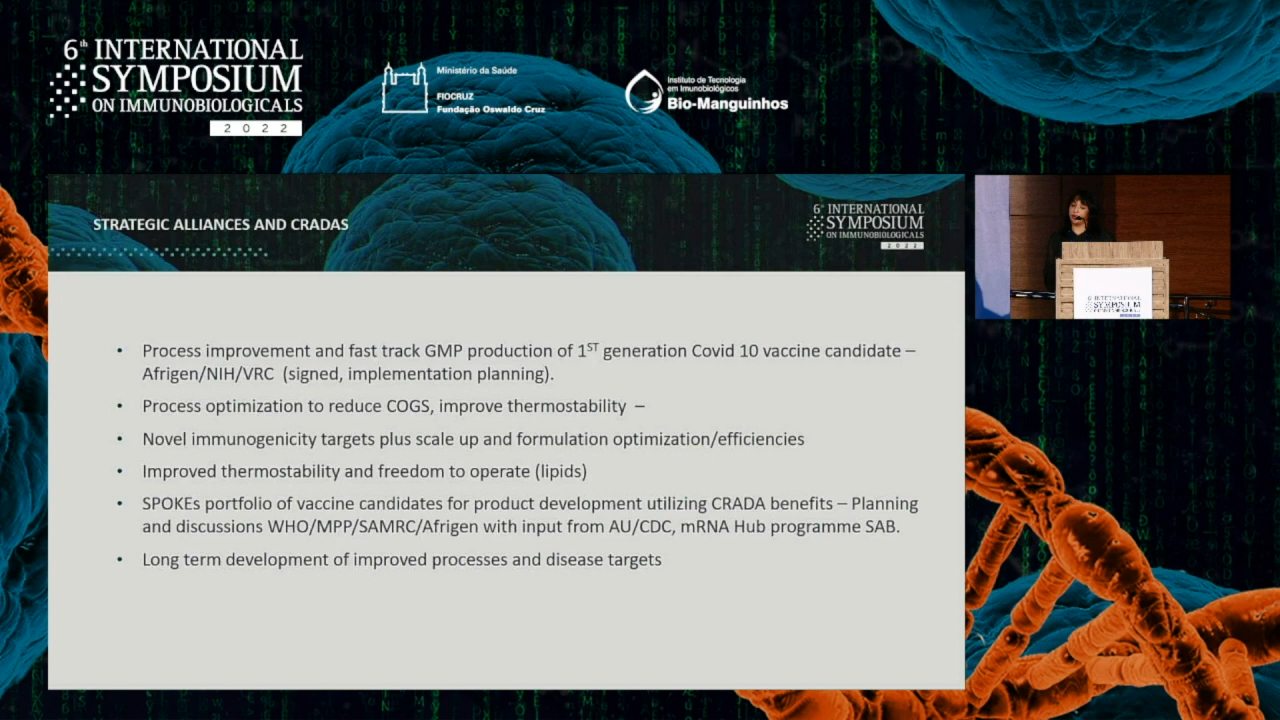 6th INTERNATIONAL
SYMPOSIUM
ON IMMUNOBIOLOGICALS
2022
Ministério da Saúde
FIOCRUZ
Fundação Oswaldo Cruz
Instituto de Tecnologia
em Imunobiológicos
Bio-Manguinhos
STRATEGIC ALLIANCES AND CRADAS
6th INTERNATIONAL
SYMPOSIUM
ON IMMUNOBIOLOGICALS
2022
• Process improvement and fast track GMP production of 1ST generation Covid 10 vaccine candidate –
Afrigen/NIH/VRC (signed, implementation planning).
• Process optimization to reduce COGS, improve thermostability –
• Novel immunogenicity targets plus scale up and formulation optimization/efficiencies
• Improved thermostability and freedom to operate (lipids)
• SPOKEs portfolio of vaccine candidates for product development utilizing CRADA benefits – Planning
and discussions WHO/MPP/SAMRC/Afrigen with input from AU/CDC, mRNA Hub programme SAB.
• Long term development of improved processes and disease targets
6 INTERNATIONAL
SYMPOSIUM